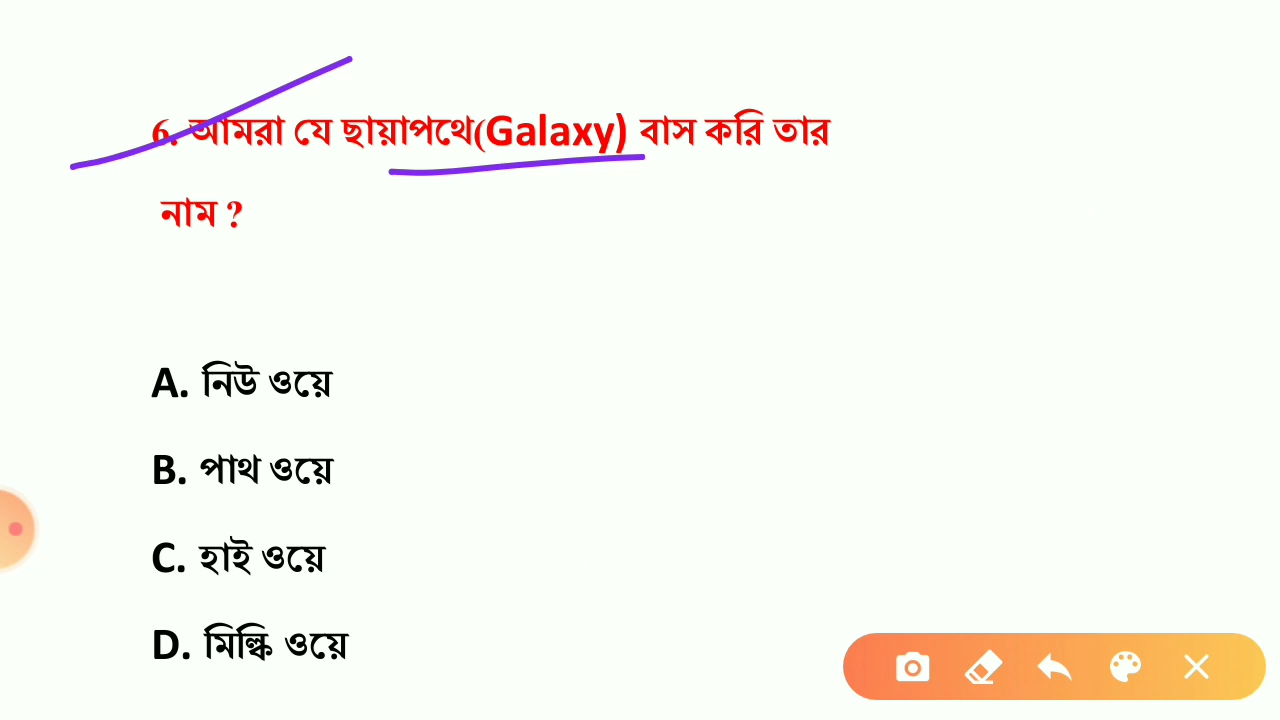 6. আমরা যে ছায়াপথে(Galaxy) বাস করি তার
নাম ?
A. নিউ ওয়ে
B. পাথ ওয়ে
C. হাই ওয়ে
D. মিল্কি ওয়ে